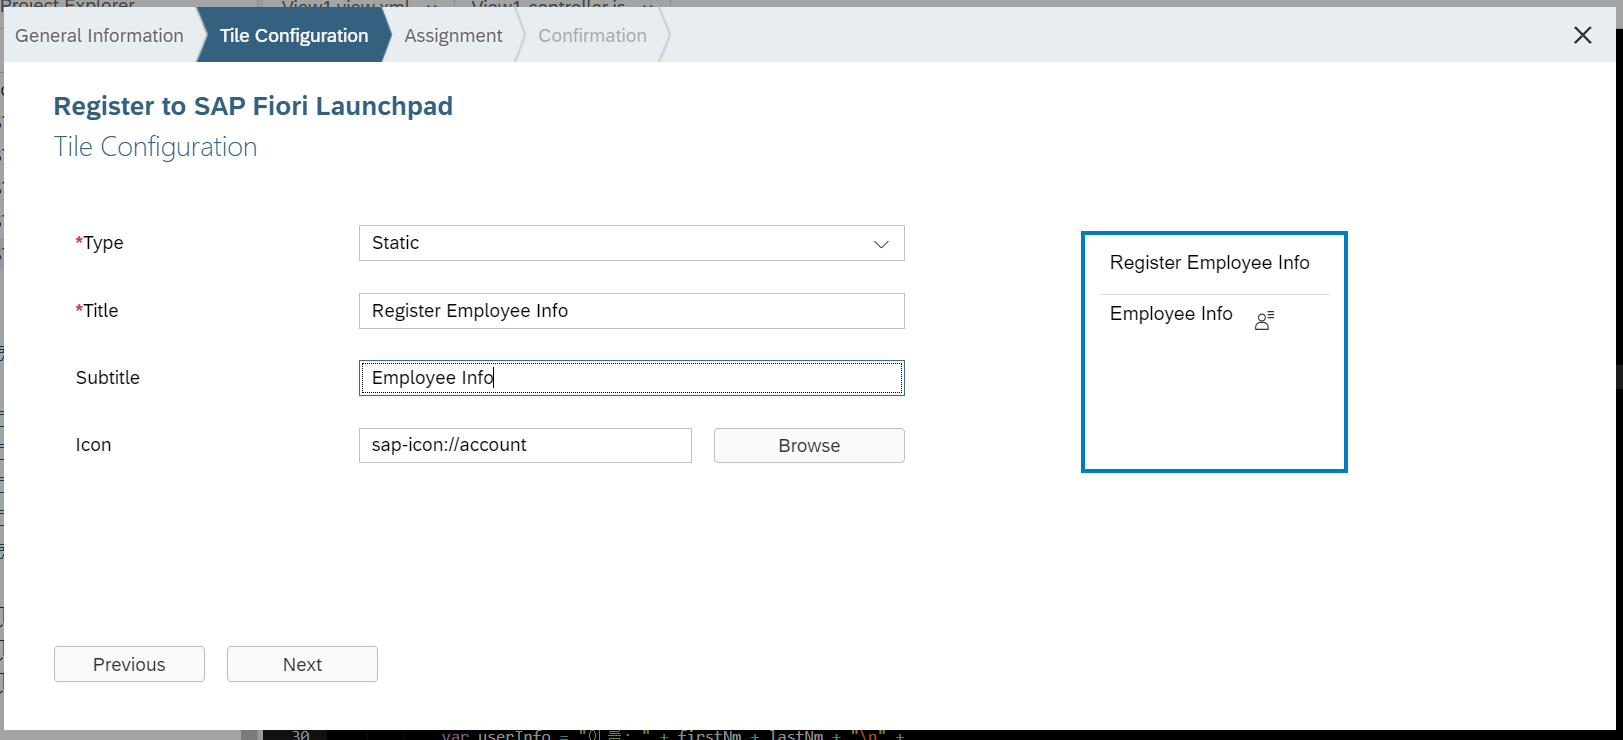 Project Explorer View1.view.xml View1.controller.js
General Information Tile Configuration Assignment Confirmation
Register to SAP Fiori Launchpad
Tile Configuration
*Type Static
*Title Register Employee Info
Subtitle Employee Info
Icon sap-icon://account Browse
Register Employee Info
Employee Info
Previous Next
30 var userInfo = "이름: " + firstNm + lastNm + "\n" +